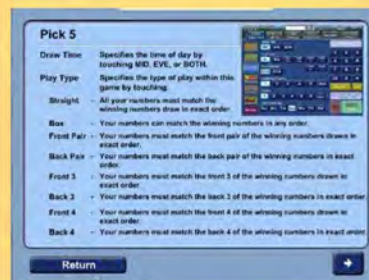 Pick 5
Draw Time Specifies the time of day by
touching MID, EVE, or BOTH.
Play Type Specifies the type of play within this
game by touching:
Straight - All your numbers must match the
winning numbers draw in exact order.
Box - Your numbers can match the winning numbers in any order.
Front Pair - Your numbers must match the front pair of the winning numbers drawn in
exact order.
Back Pair - Your numbers must match the back pair of the winning numbers in exact
order.
Front 3 - Your numbers must match the front 3 of the winning numbers drawn in
exact order.
Back 3 - Your numbers must match the back 3 of the winning numbers in exact order.
Front 4 - Your numbers must match the front 4 of the winning numbers drawn in
exact order.
Back 4 - Your numbers must match the back 4 of the winning numbers in exact order.
Return